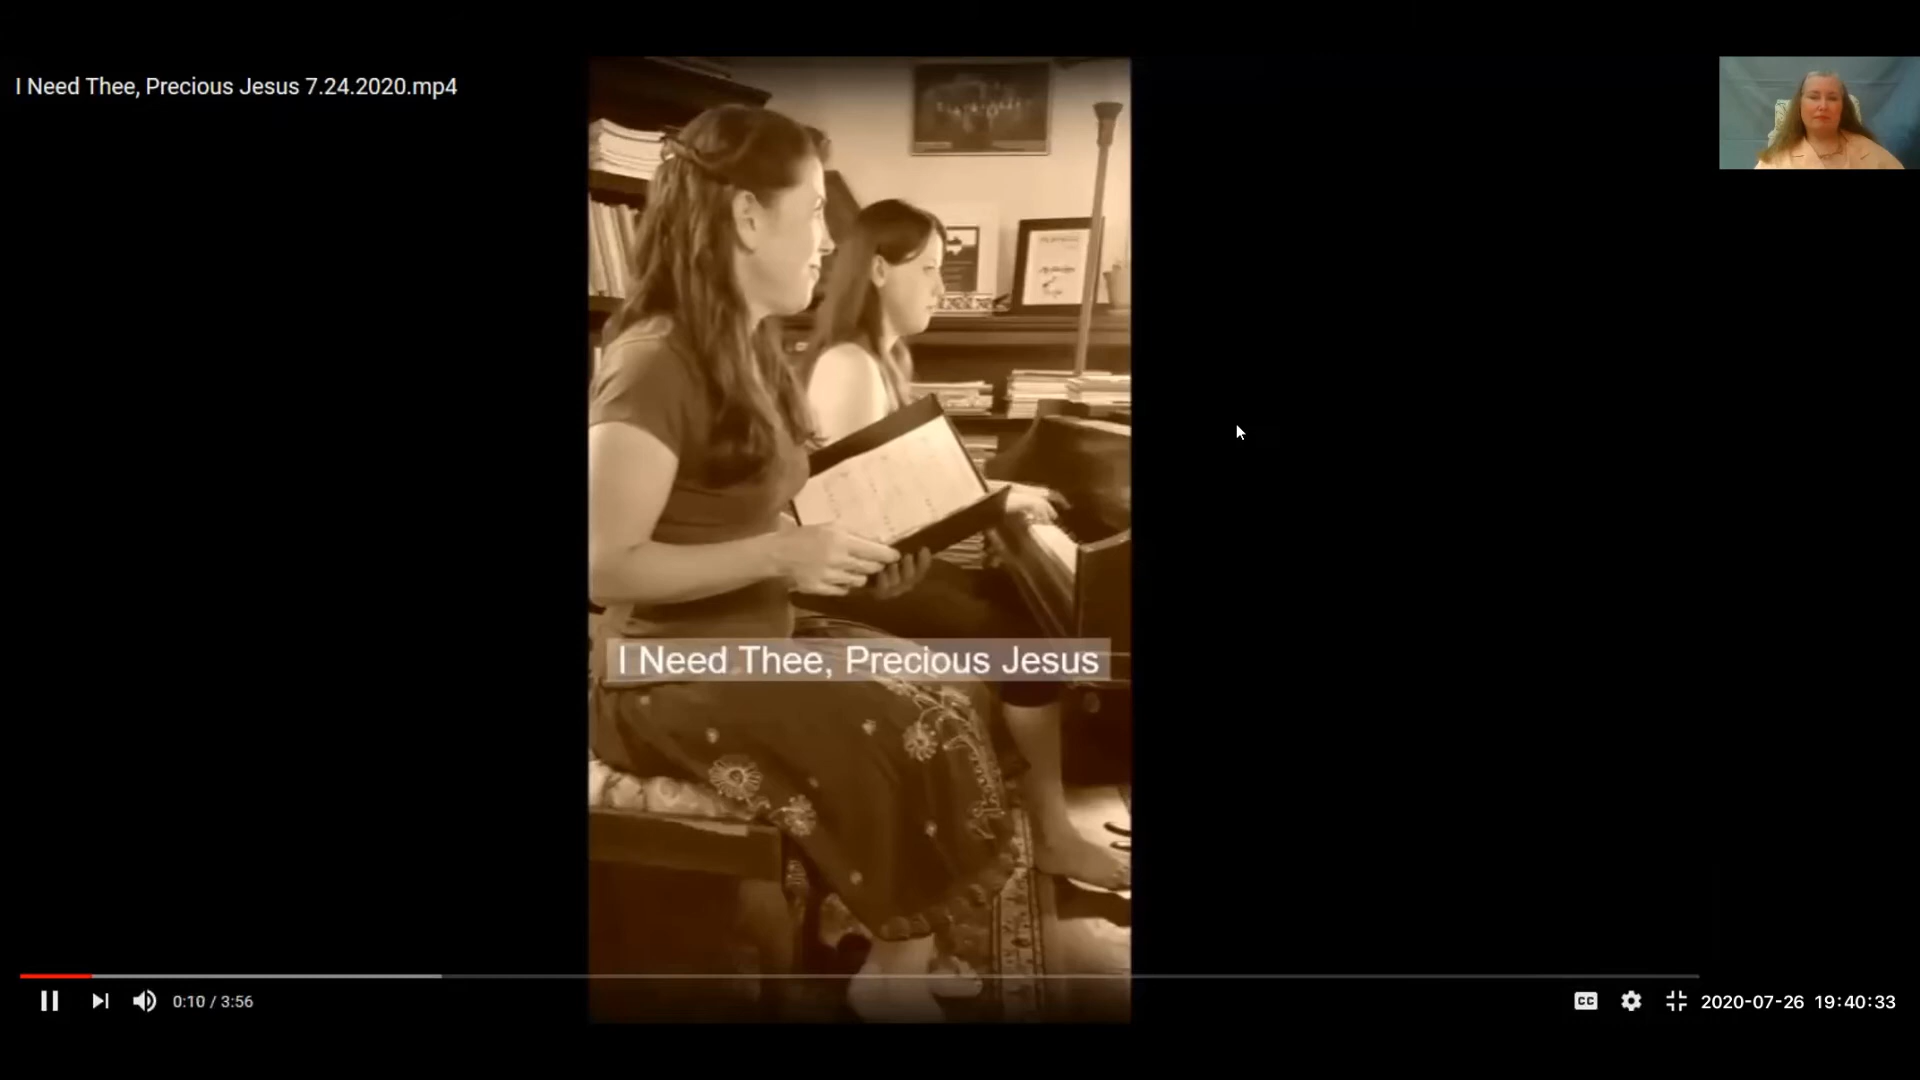 I Need Thee, Precious Jesus 7.24.2020.mp4
I Need Thee, Precious Jesus
0:10 / 3:56
CC
2020-07-26 19:40:33